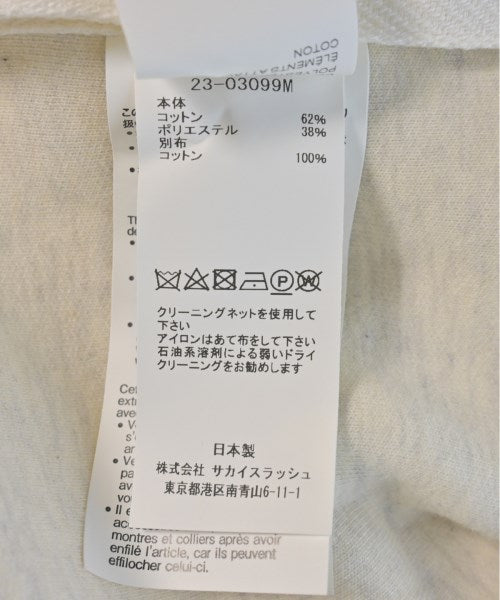 ÉLÉMENTS ATT
COTON
23-03099M
本体
コットン 62%
ポリエステル 38%
別布
コットン 100%
クリーニングネットを使用して
下さい
アイロンはあて布をして下さい
石油系溶剤による弱いドライ
クリーニングをお勧めします
日本製
株式会社 サカイスラッシュ
東京都港区南青山6-11-1
montres et colliers après avoir
enfilé l'article, car ils peuvent
effilocher celui-ci.